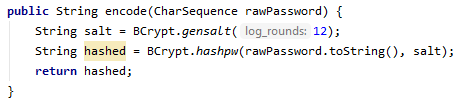 public String encode(CharSequence rawPassword) {
    String salt = BCrypt.gensalt( log_rounds: 12);
    String hashed = BCrypt.hashpw(rawPassword.toString(), salt);
    return hashed;
}